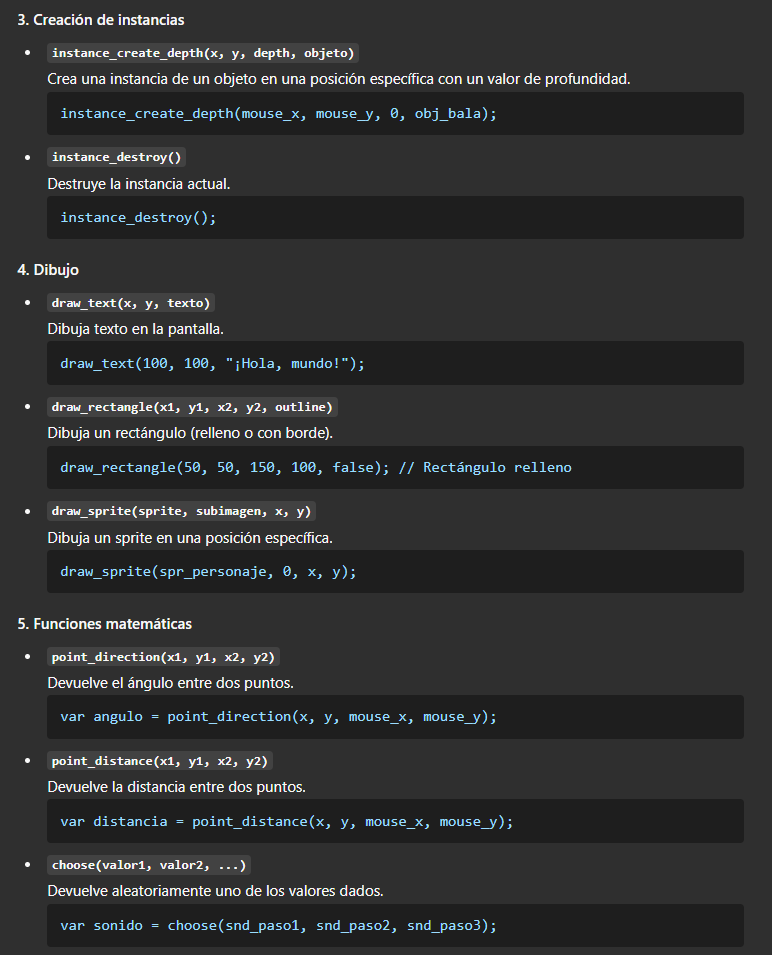 3. Creación de instancias
instance_create_depth(x, y, depth, objeto)
Crea una instancia de un objeto en una posición específica con un valor de profundidad.
instance_create_depth(mouse_x, mouse_y, 0, obj_bala);
instance_destroy()
Destruye la instancia actual.
instance_destroy();
4. Dibujo
draw_text(x, y, texto)
Dibuja texto en la pantalla.
draw_text(100, 100, "¡Hola, mundo!");
draw_rectangle(x1, y1, x2, y2, outline)
Dibuja un rectángulo (relleno o con borde).
draw_rectangle(50, 50, 150, 100, false); // Rectángulo relleno
draw_sprite(sprite, subimagen, x, y)
Dibuja un sprite en una posición específica.
draw_sprite(spr_personaje, 0, x, y);
5. Funciones matemáticas
point_direction(x1, y1, x2, y2)
Devuelve el ángulo entre dos puntos.
var angulo = point_direction(x, y, mouse_x, mouse_y);
point_distance(x1, y1, x2, y2)
Devuelve la distancia entre dos puntos.
var distancia = point_distance(x, y, mouse_x, mouse_y);
choose(valor1, valor2, ...)
Devuelve aleatoriamente uno de los valores dados.
var sonido = choose(snd_paso1, snd_paso2, snd_paso3);